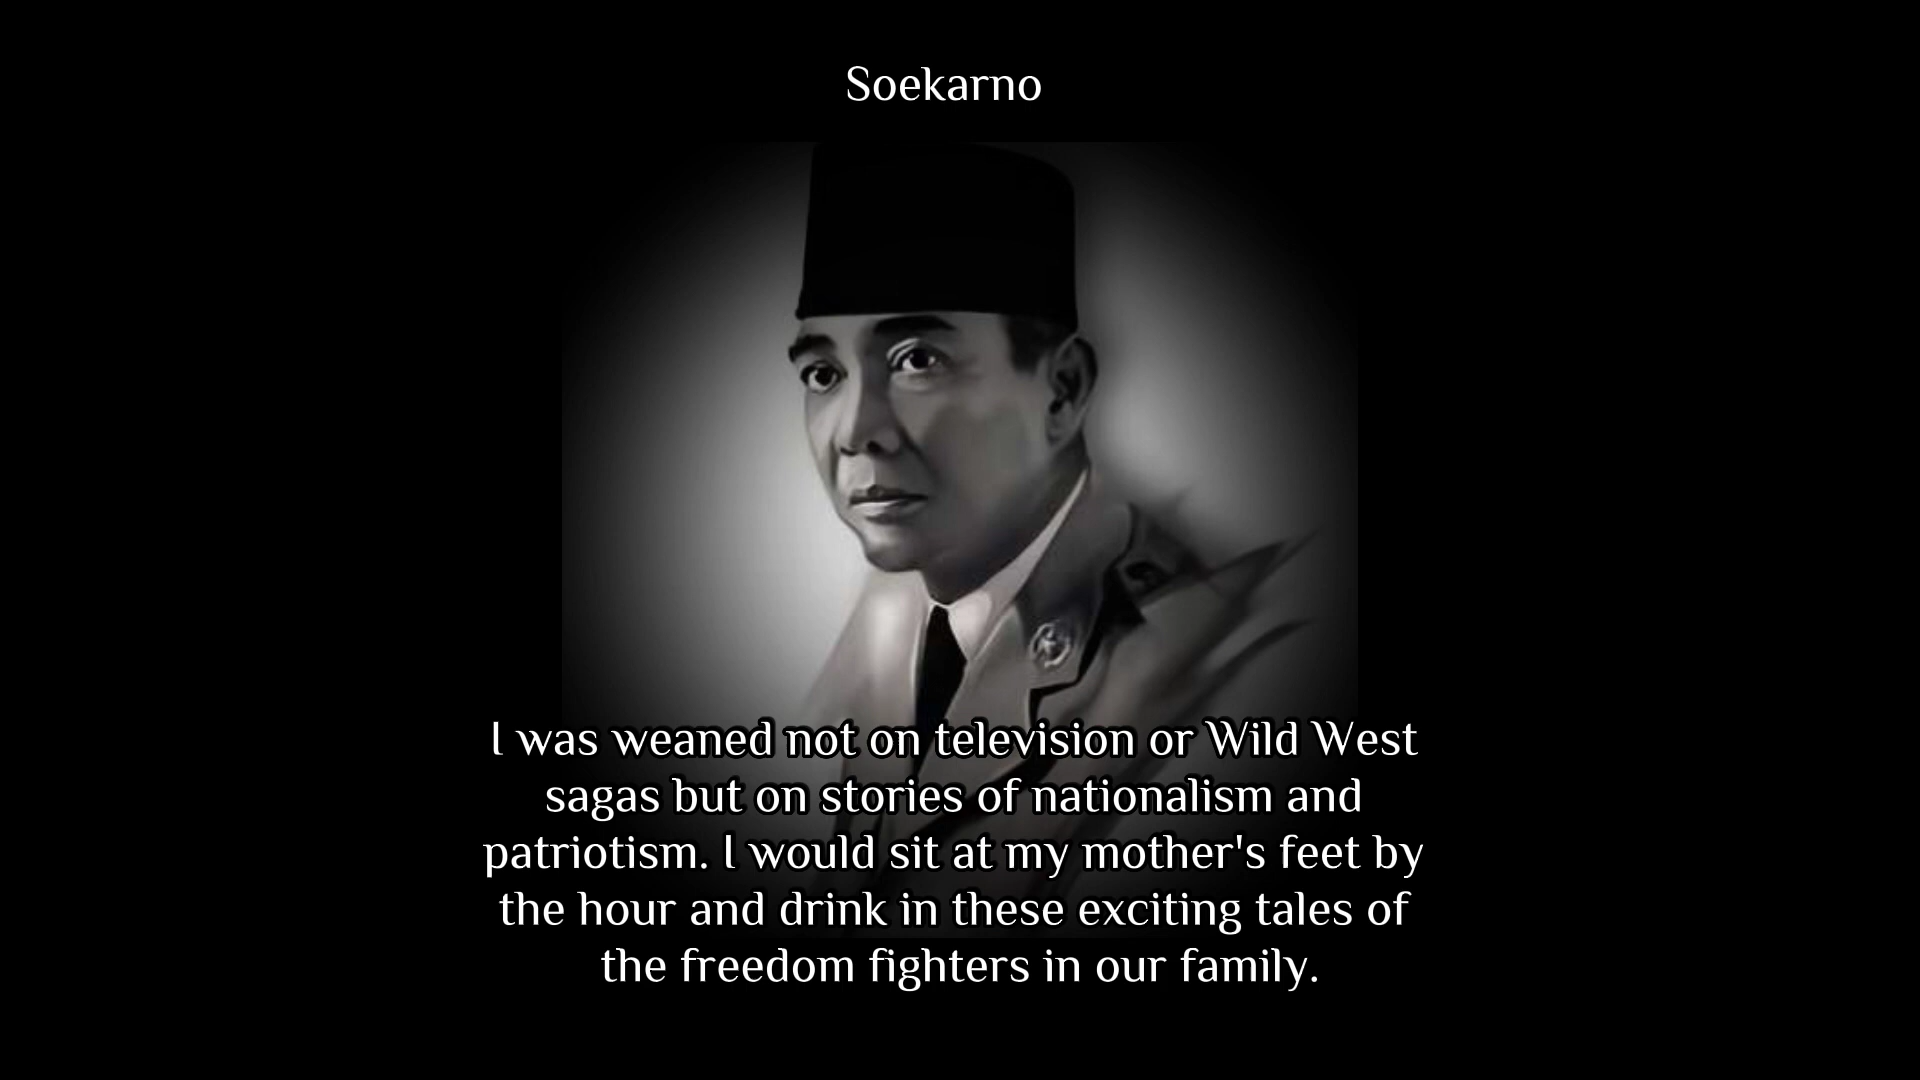 Soekarno
I was weaned not on television or Wild West
sagas but on stories of nationalism and
patriotism. I would sit at my mother's feet by
the hour and drink in these exciting tales of
the freedom fighters in our family.